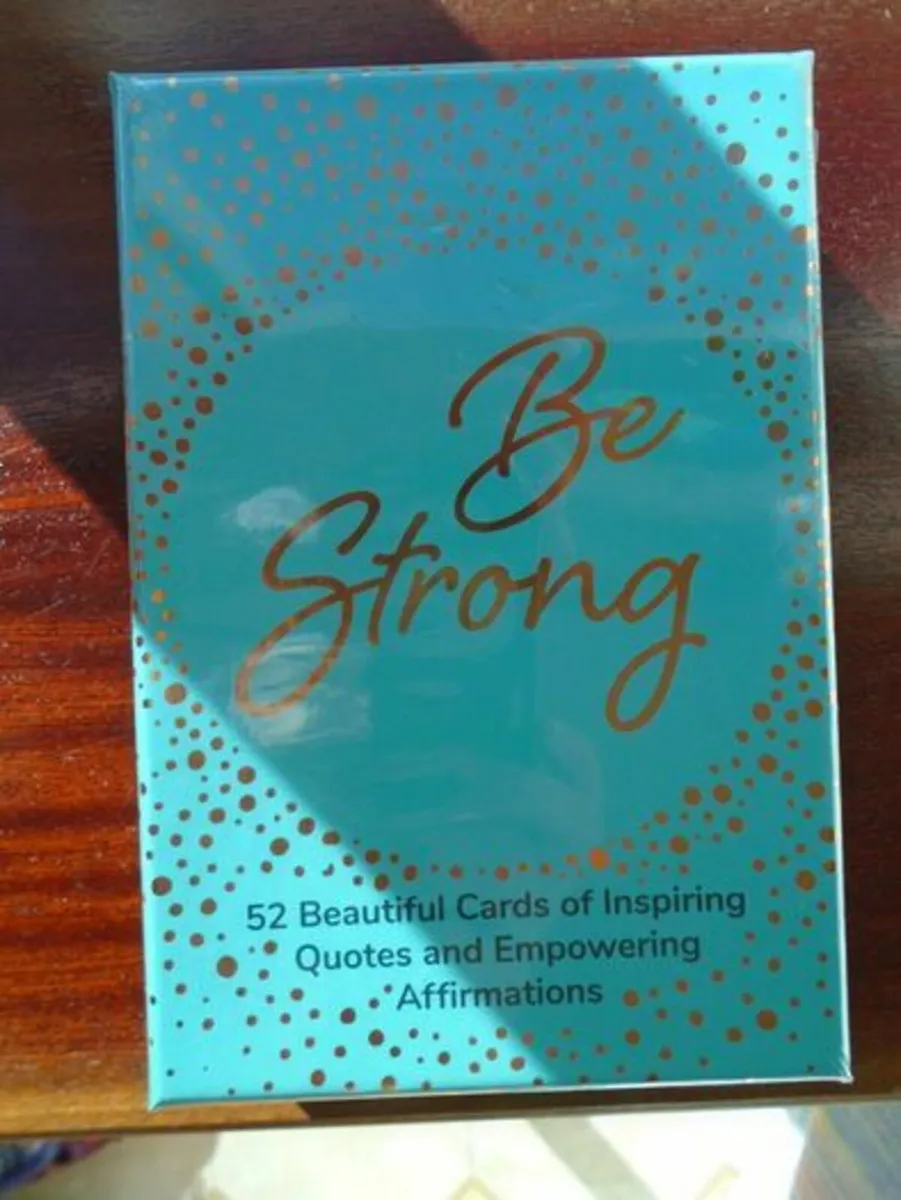 Be
Strong
52 Beautiful Cards of Inspiring
Quotes and Empowering
Affirmations